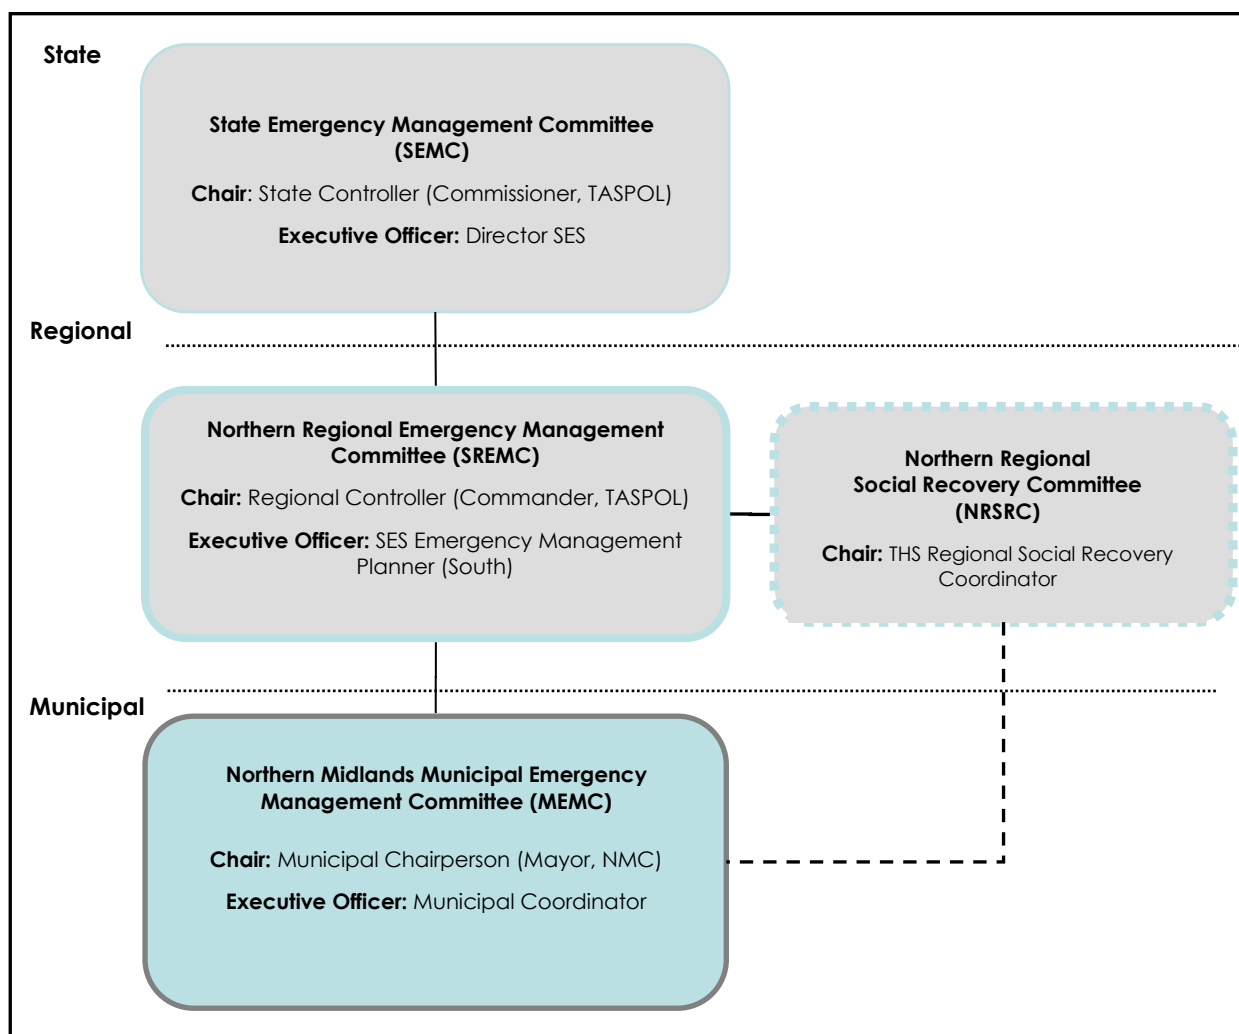 State
State Emergency Management Committee
(SEMC)
Chair: State Controller (Commissioner, TASPOL)
Executive Officer: Director SES
Regional
Northern Regional Emergency Management
Committee (SREMC)
Chair: Regional Controller (Commander, TASPOL)
Executive Officer: SES Emergency Management
Planner (South)
Northern Regional
Social Recovery Committee
(NRSRC)
Chair: THS Regional Social Recovery
Coordinator
Municipal
Northern Midlands Municipal Emergency
Management Committee (MEMC)
Chair: Municipal Chairperson (Mayor, NMC)
Executive Officer: Municipal Coordinator